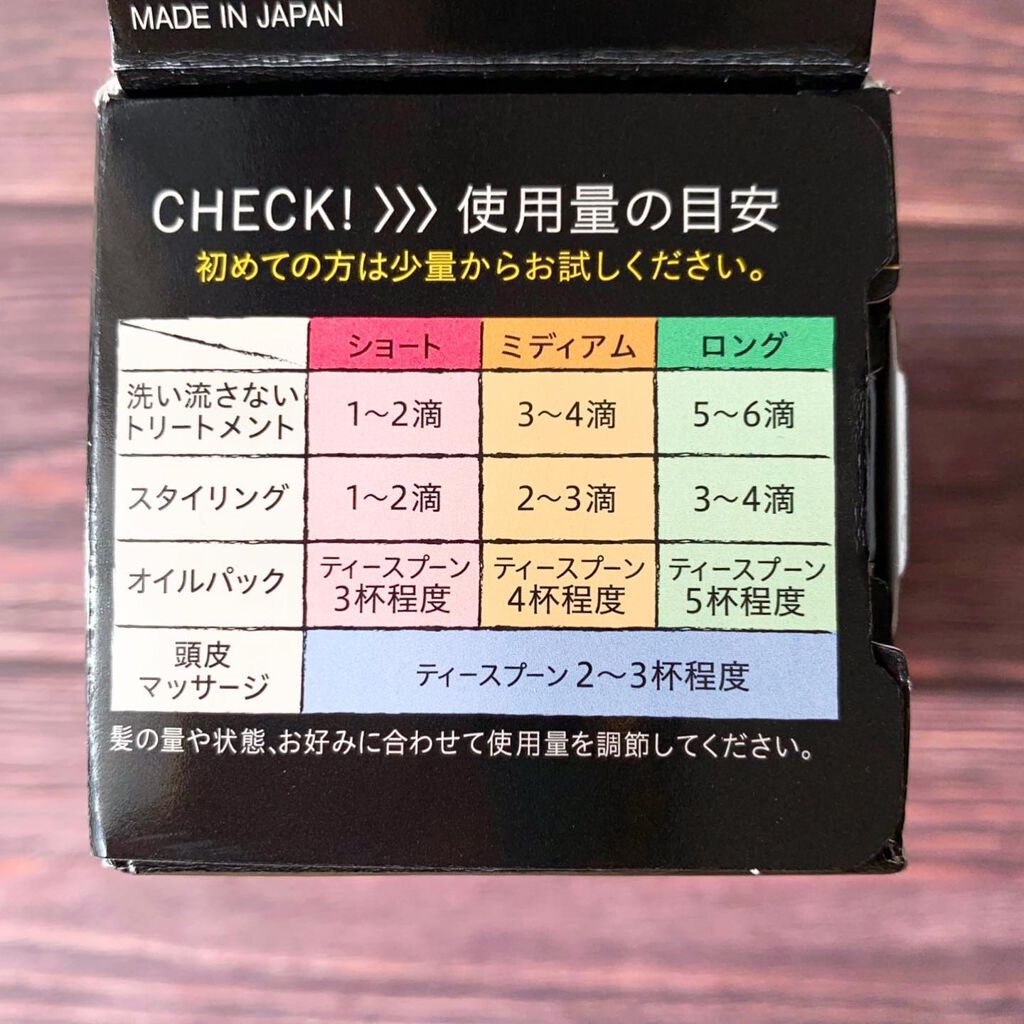 MADE IN JAPAN
CHECK! 〉〉〉 使用量の目安
初めての方は少量からお試しください。
ショート ミディアム ロング
洗い流さない
トリートメント
1〜2滴 3〜4滴 5〜6滴
スタイリング 1〜2滴 2〜3滴 3〜4滴
オイルパック
ティースプーン
3杯程度
ティースプーン
4杯程度
ティースプーン
5杯程度
頭皮
マッサージ
ティースプーン 2〜3杯程度
髪の量や状態、お好みに合わせて使用量を調節してください。